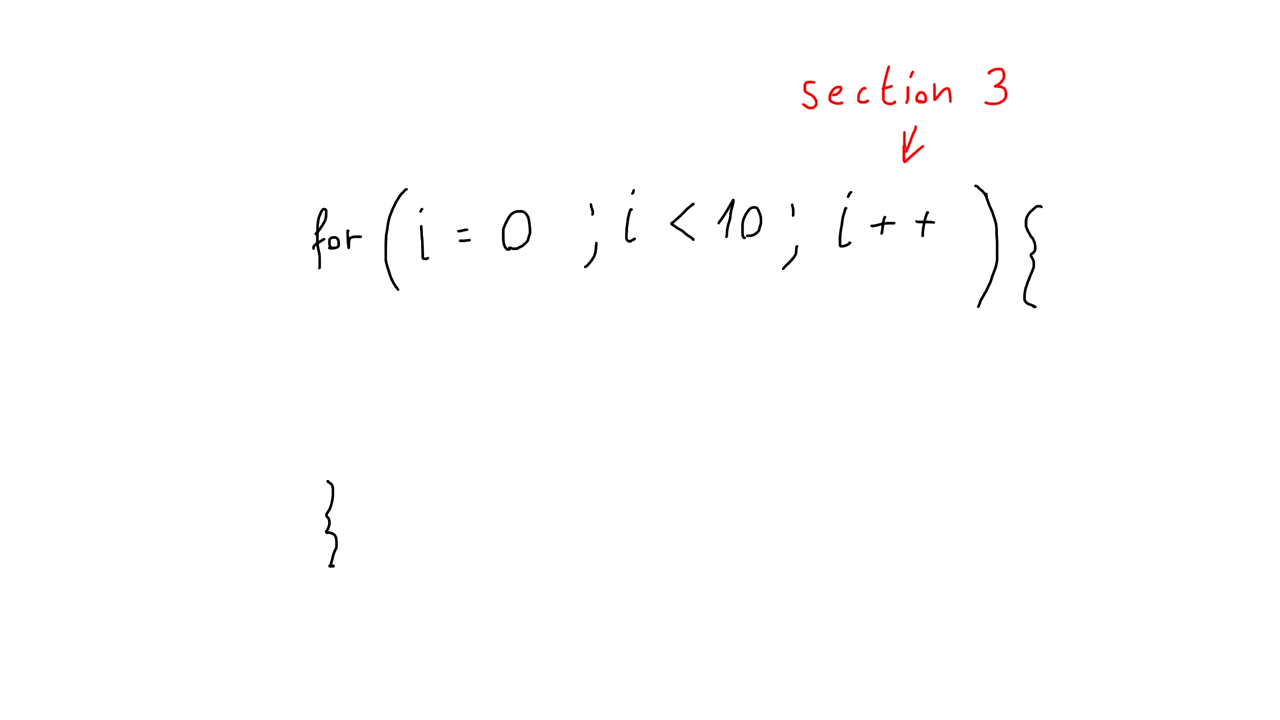 section 3
for(i = 0 ; i < 10 ; i++ ) {
}